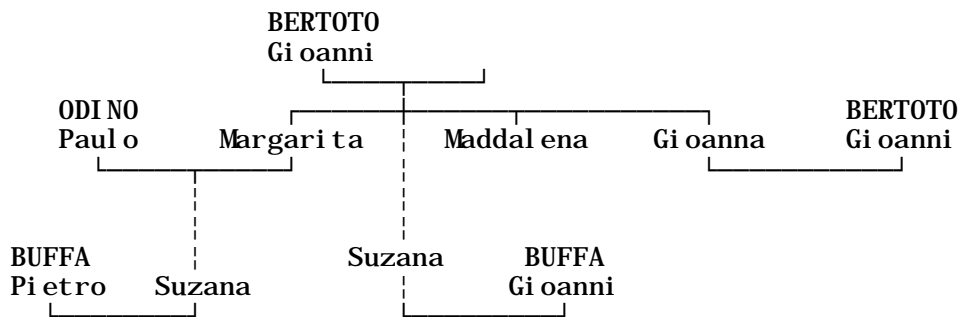 BERTOTO
Gioanni
ODINO BERTOTO
Paulo Margarita Maddalena Gioanna Gioanni
BUFFA Suzana BUFFA
Pietro Suzana Gioanni